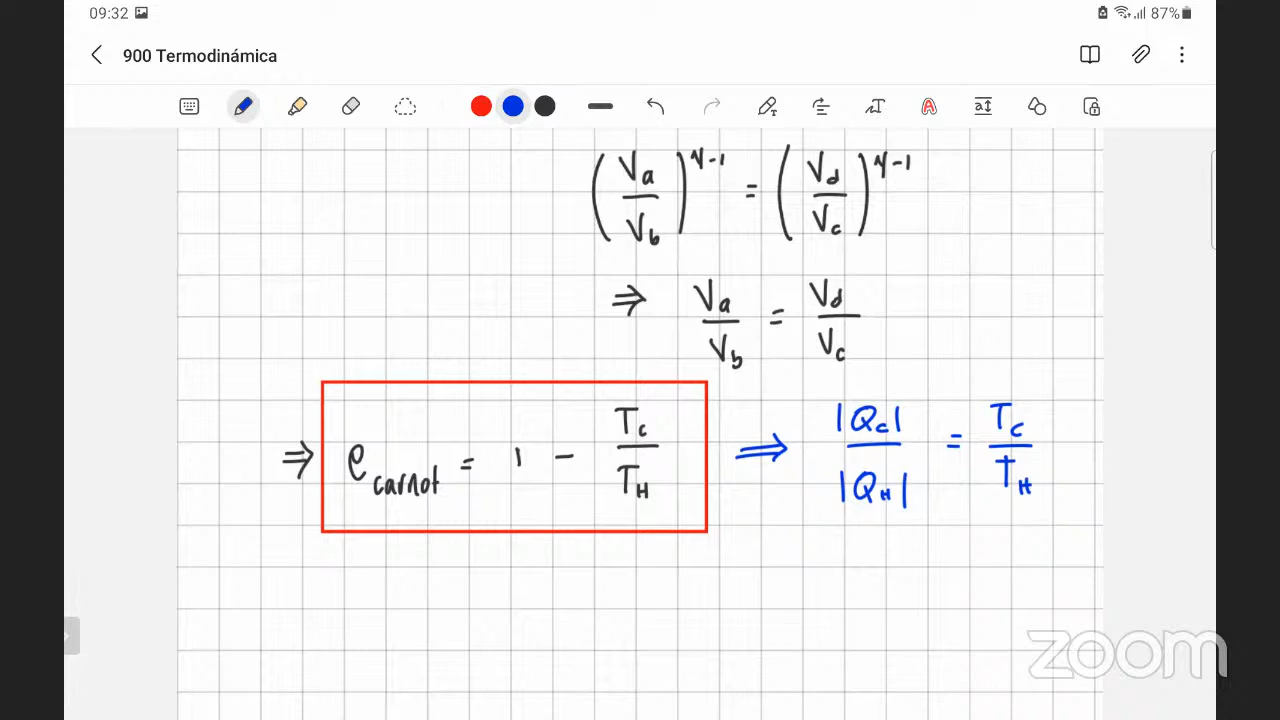 09:32 87%
900 Termodinámica
(Va/Vb)^γ-1 = (Vd/Vc)^γ-1
⇒ Va/Vb = Vd/Vc
⇒ e carnot = 1 - Tc/TH ⟹ |Qc|/|QH| = Tc/TH
zoom